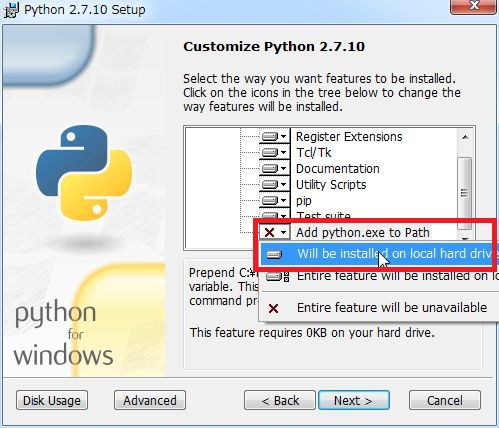 Python 2.7.10 Setup
Customize Python 2.7.10
Select the way you want features to be installed.
Click on the icons in the tree below to change the
way features will be installed.
Register Extensions
Tcl/Tk
Documentation
Utility Scripts
pip
Test suite
Add python.exe to Path
Will be installed on local hard drive
Entire feature will be installed on lo
Entire feature will be unavailable
Prepend C:¥
variable. This
command pr
This feature requires 0KB on your hard drive.
python
for
windows
Disk Usage
Advanced
< Back
Next >
Cancel